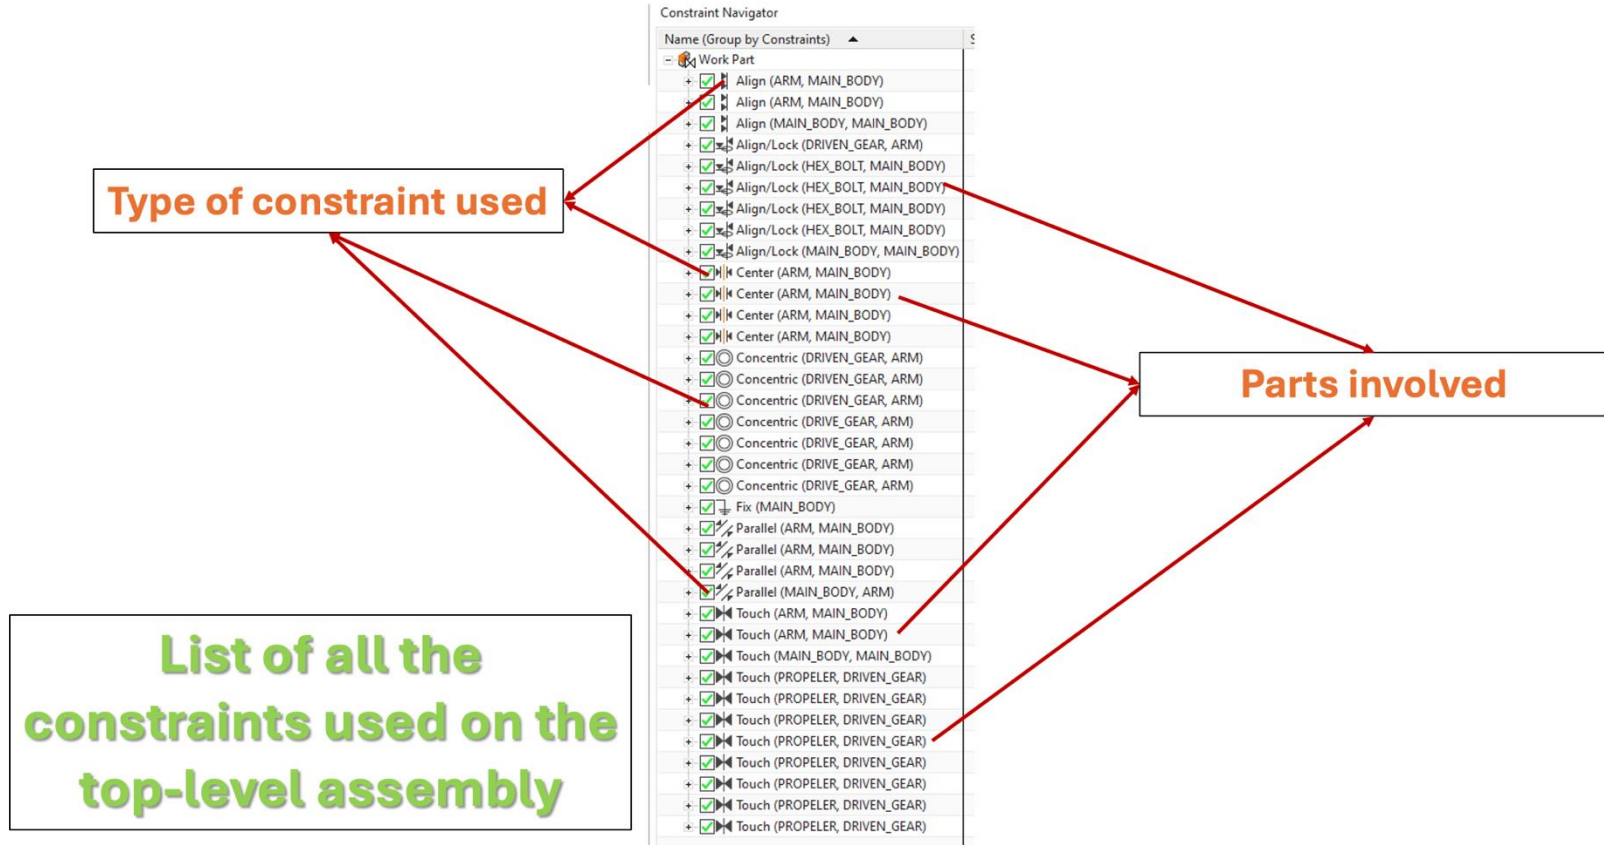 Constraint Navigator
Name (Group by Constraints)
S
Work Part
Align (ARM, MAIN_BODY)
Align (ARM, MAIN_BODY)
Align (MAIN_BODY, MAIN_BODY)
Align/Lock (DRIVEN_GEAR, ARM)
Align/Lock (HEX_BOLT, MAIN_BODY)
Align/Lock (HEX_BOLT, MAIN_BODY)
Align/Lock (HEX_BOLT, MAIN_BODY)
Align/Lock (HEX_BOLT, MAIN_BODY)
Align/Lock (MAIN_BODY, MAIN_BODY)
Center (ARM, MAIN_BODY)
Center (ARM, MAIN_BODY)
Center (ARM, MAIN_BODY)
Center (ARM, MAIN_BODY)
Concentric (DRIVEN_GEAR, ARM)
Concentric (DRIVEN_GEAR, ARM)
Concentric (DRIVEN_GEAR, ARM)
Concentric (DRIVE_GEAR, ARM)
Concentric (DRIVE_GEAR, ARM)
Concentric (DRIVE_GEAR, ARM)
Concentric (DRIVE_GEAR, ARM)
Fix (MAIN_BODY)
Parallel (ARM, MAIN_BODY)
Parallel (ARM, MAIN_BODY)
Parallel (ARM, MAIN_BODY)
Parallel (MAIN_BODY, ARM)
Touch (ARM, MAIN_BODY)
Touch (ARM, MAIN_BODY)
Touch (MAIN_BODY, MAIN_BODY)
Touch (PROPELER, DRIVEN_GEAR)
Touch (PROPELER, DRIVEN_GEAR)
Touch (PROPELER, DRIVEN_GEAR)
Touch (PROPELER, DRIVEN_GEAR)
Touch (PROPELER, DRIVEN_GEAR)
Touch (PROPELER, DRIVEN_GEAR)
Touch (PROPELER, DRIVEN_GEAR)
Touch (PROPELER, DRIVEN_GEAR)
Type of constraint used
Parts involved
List of all the
constraints used on the
top-level assembly